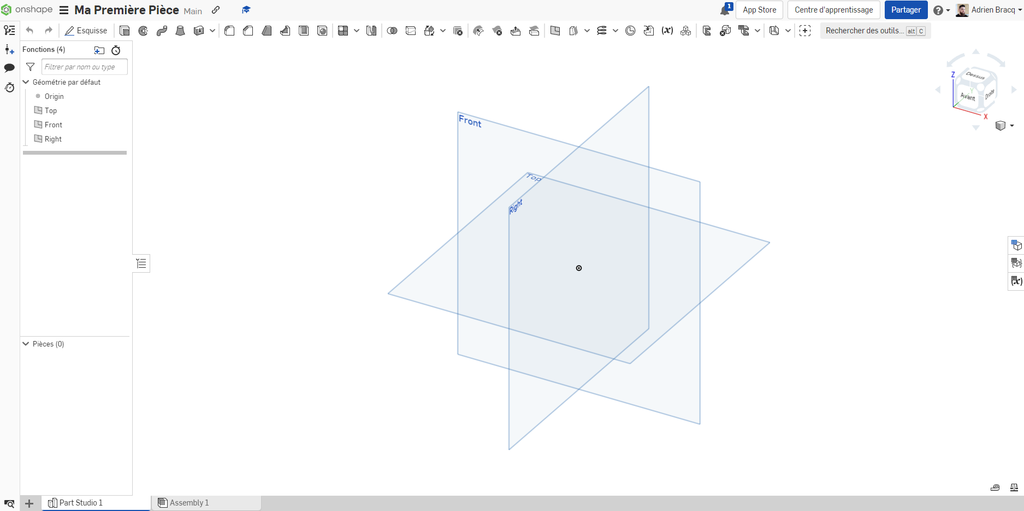 onshape Ma Première Pièce Main 1 App Store Centre d'apprentissage Partager Adrien Bracq
Esquisse (x) Rechercher des outils... alt C
Fonctions (4)
Filtrer par nom ou type
Géométrie par défaut
Origin
Top
Front
Right
Pièces (0)
Front
Top
Right
Z
Dessus
Avant
Droite
X
(x)
Part Studio 1 Assembly 1